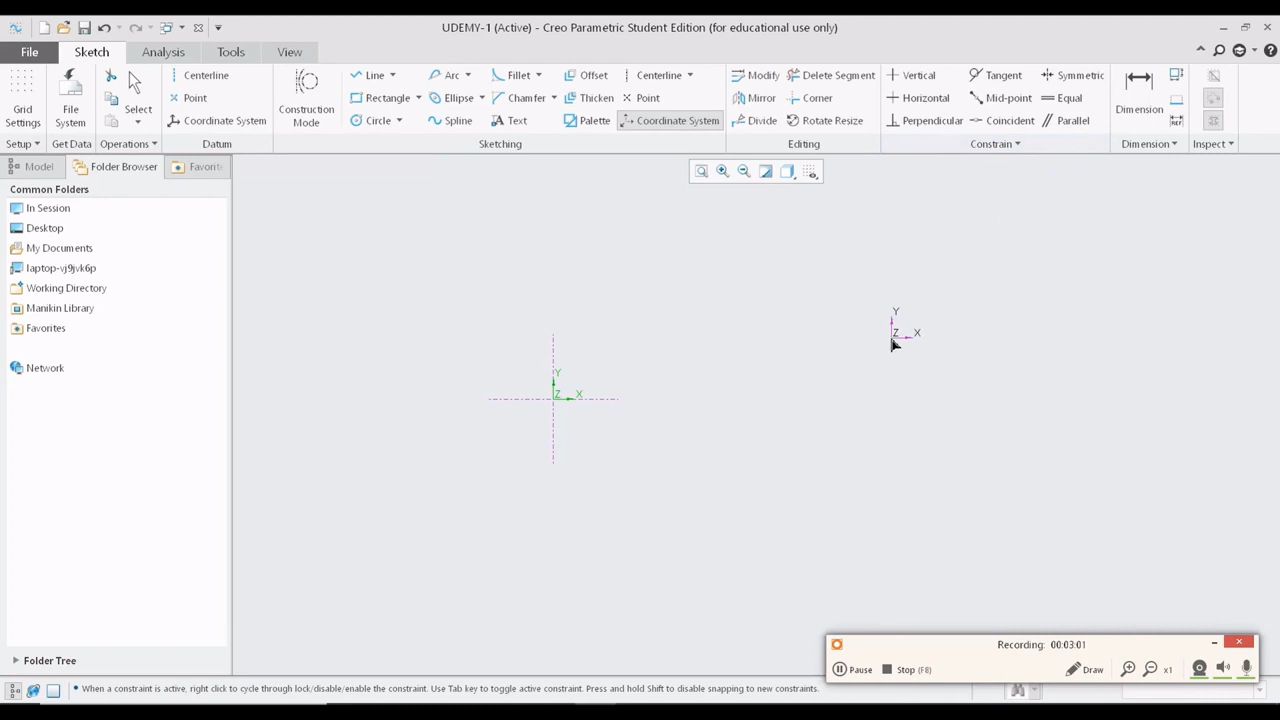 UDEMY-1 (Active) - Creo Parametric Student Edition (for educational use only)
File Sketch Analysis Tools View
Grid Settings
File System
Select
Centerline
Point
Coordinate System
Construction Mode
Line Arc Fillet Offset Centerline
Rectangle Ellipse Chamfer Thicken Point
Circle Spline Text Palette Coordinate System
Modify Delete Segment
Mirror Corner
Divide Rotate Resize
Vertical Tangent Symmetric
Horizontal Mid-point Equal
Perpendicular Coincident Parallel
Dimension
REF
Setup Get Data Operations Datum Sketching Editing Constrain Dimension Inspect
Model Folder Browser Favorit
Common Folders
In Session
Desktop
My Documents
laptop-vj9jvk6p
Working Directory
Manikin Library
Favorites
Network
Folder Tree
Y
Z X
Y
Z X
Recording: 00:03:01
Pause Stop (F8) Draw x1
When a constraint is active, right click to cycle through lock/disable/enable the constraint. Use Tab key to toggle active constraint. Press and hold Shift to disable snapping to new constraints.